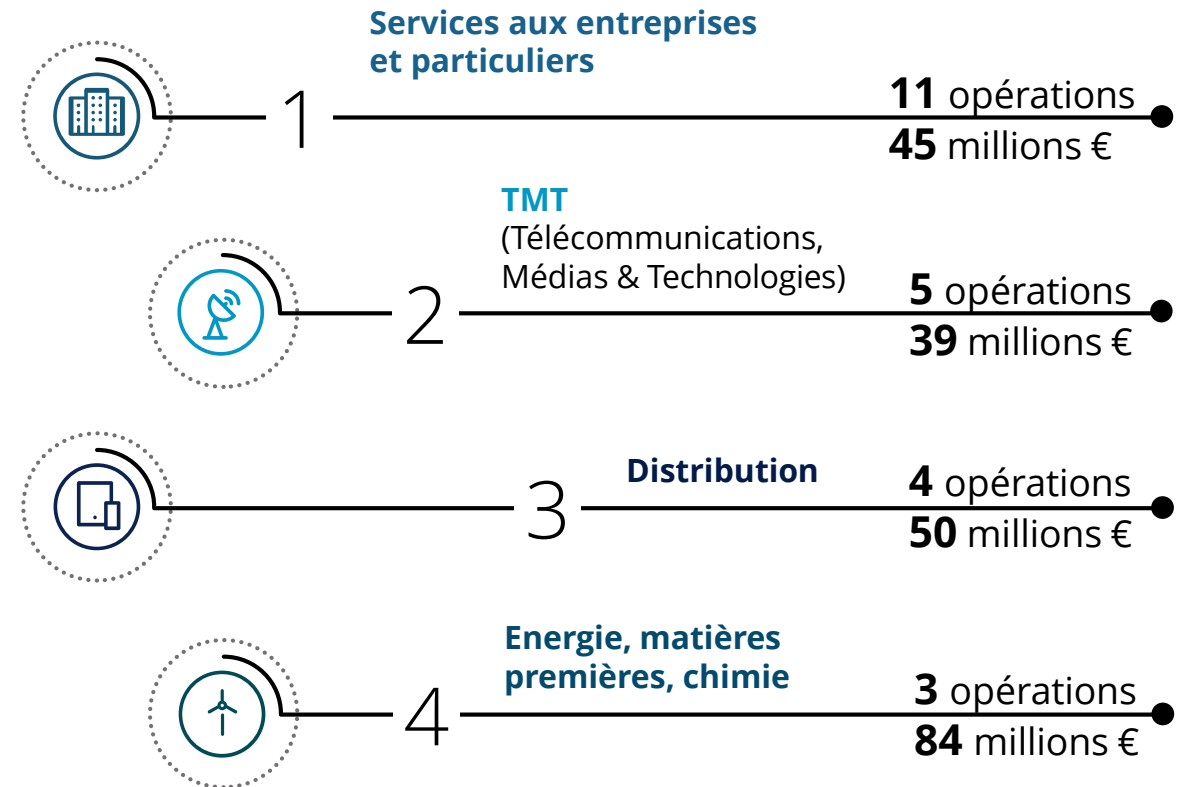 Services aux entreprises
et particuliers
1
11 opérations
45 millions €
TMT
(Télécommunications,
Médias & Technologies)
2
5 opérations
39 millions €
Distribution
3
4 opérations
50 millions €
Energie, matières
premières, chimie
4
3 opérations
84 millions €